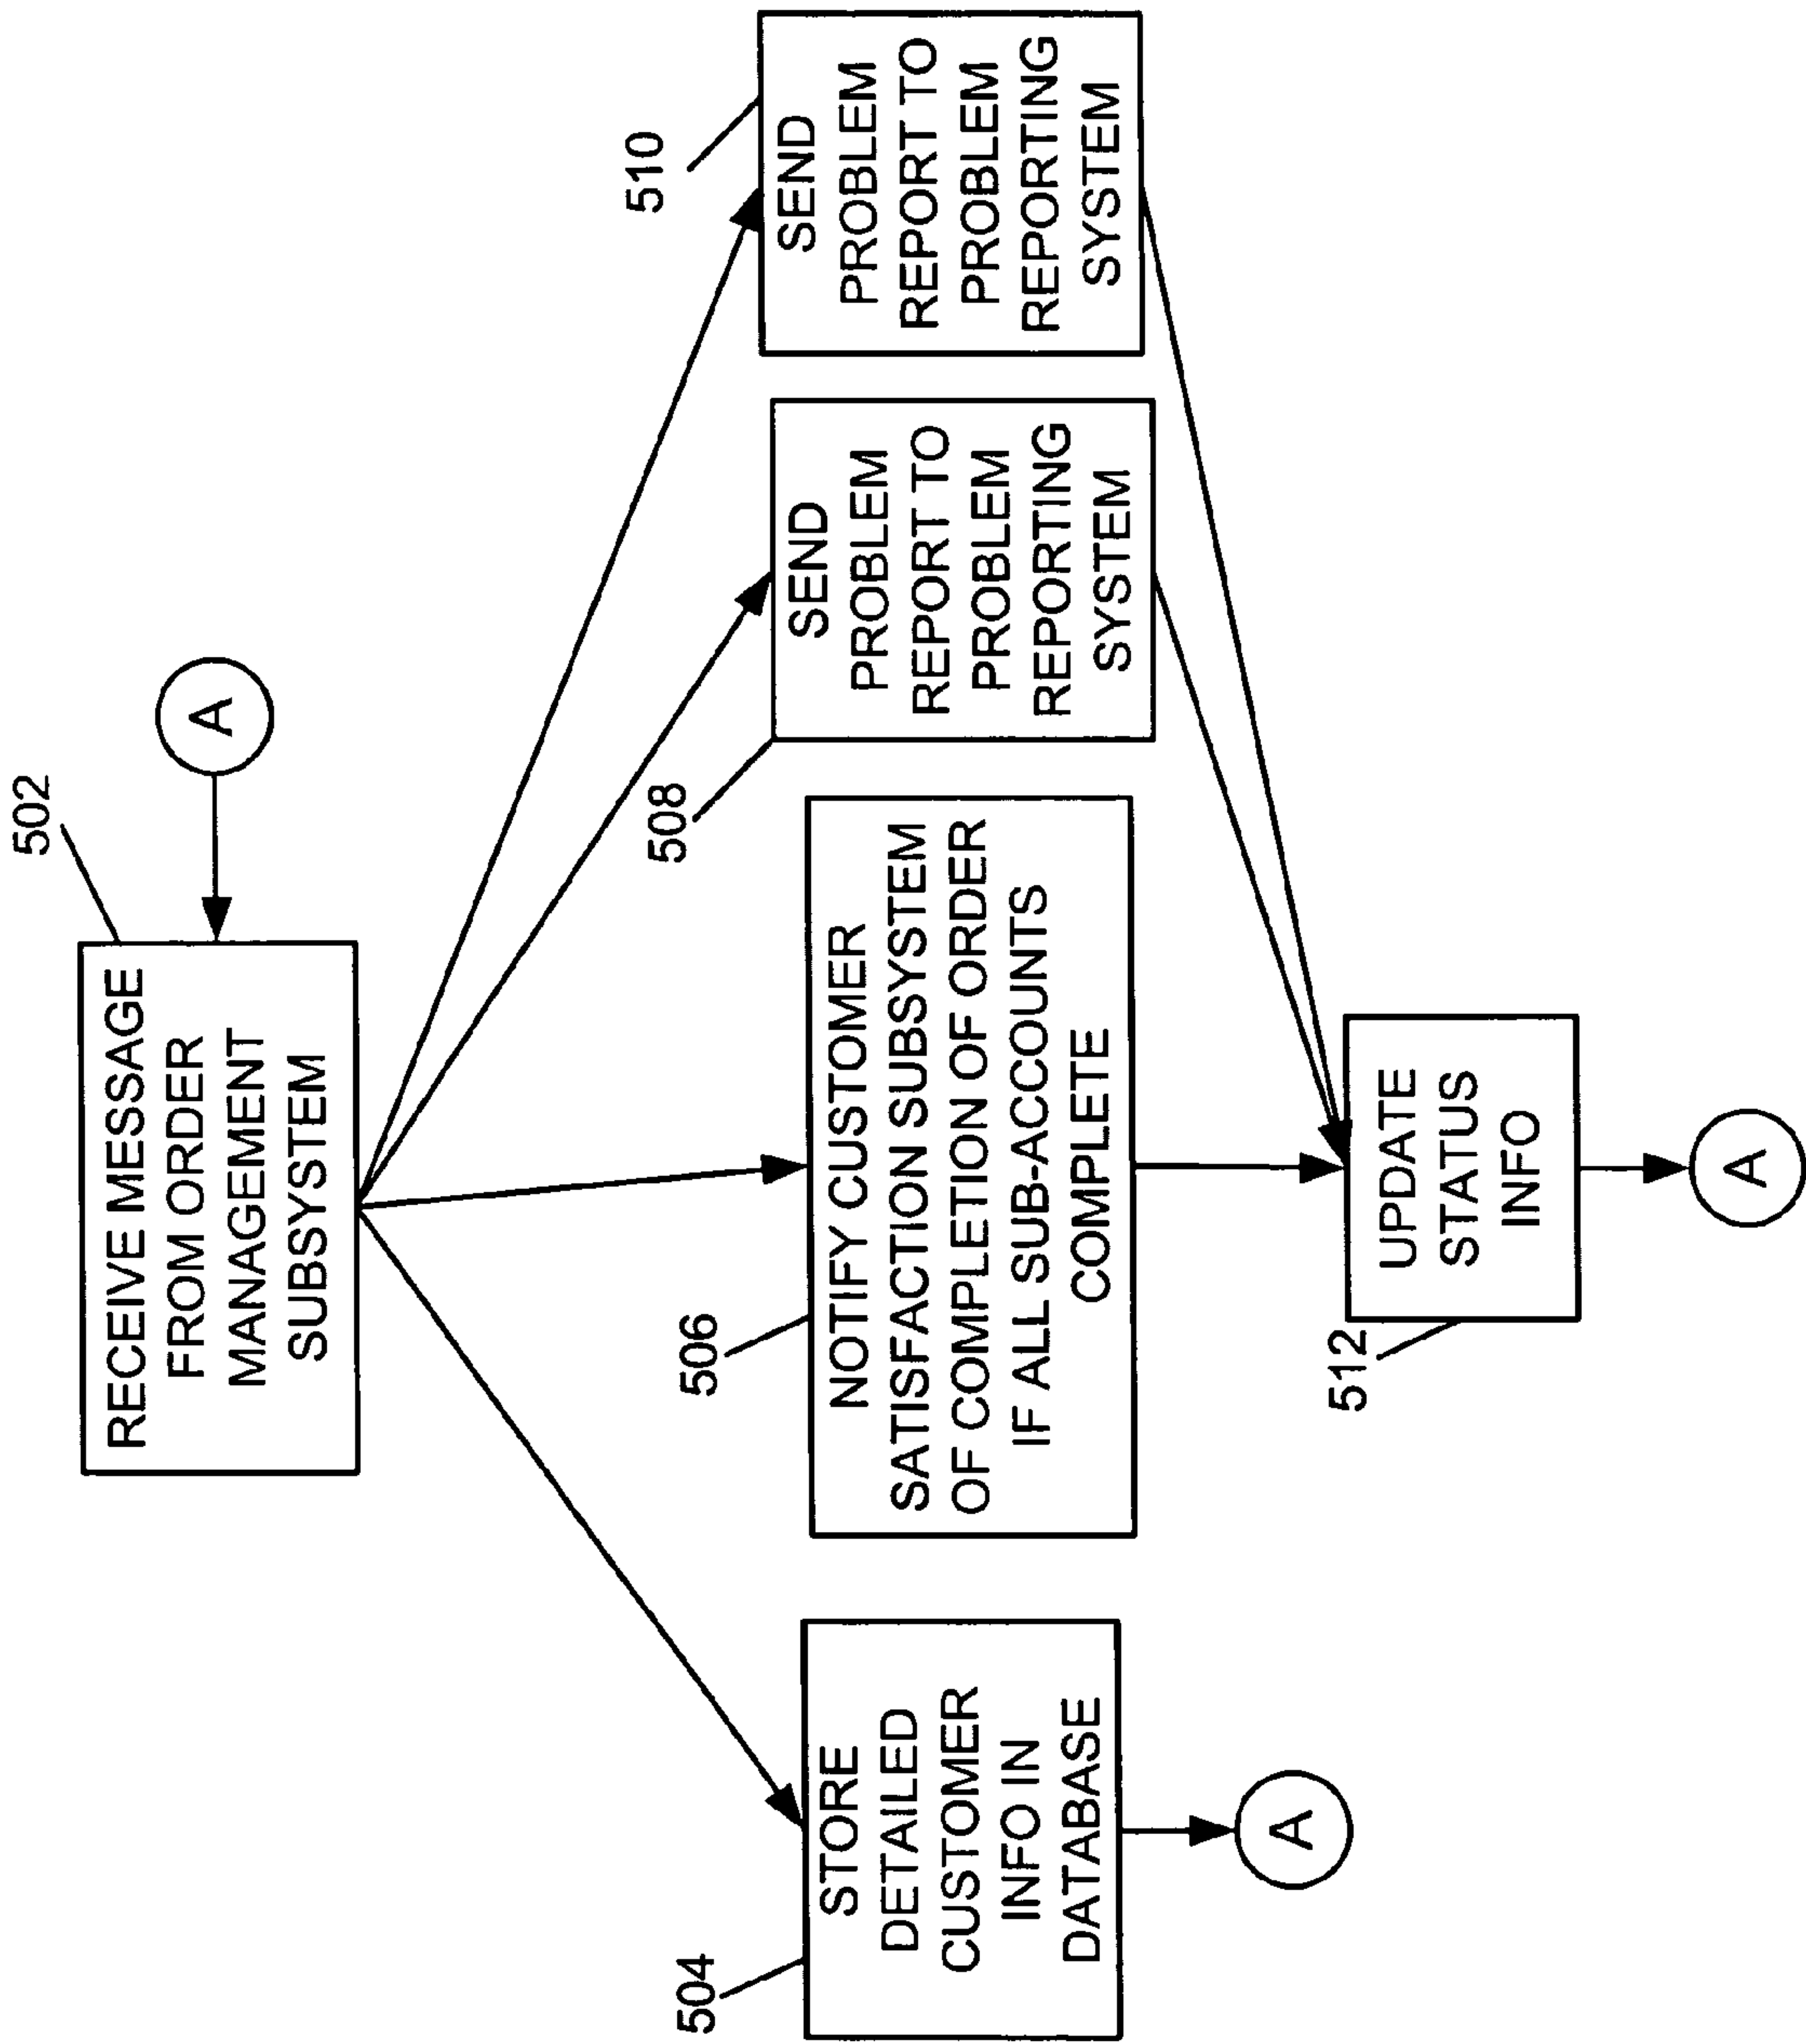 502
RECEIVE MESSAGE
FROM ORDER
MANAGEMENT
SUBSYSTEM
A
504
STORE
DETAILED
CUSTOMER
INFO IN
DATABASE
A
506
NOTIFY CUSTOMER
SATISFACTION SUBSYSTEM
OF COMPLETION OF ORDER
IF ALL SUB-ACCOUNTS
COMPLETE
508
SEND
PROBLEM
REPORT TO
PROBLEM
REPORTING
SYSTEM
510
SEND
PROBLEM
REPORT TO
PROBLEM
REPORTING
SYSTEM
512
UPDATE
STATUS
INFO
A